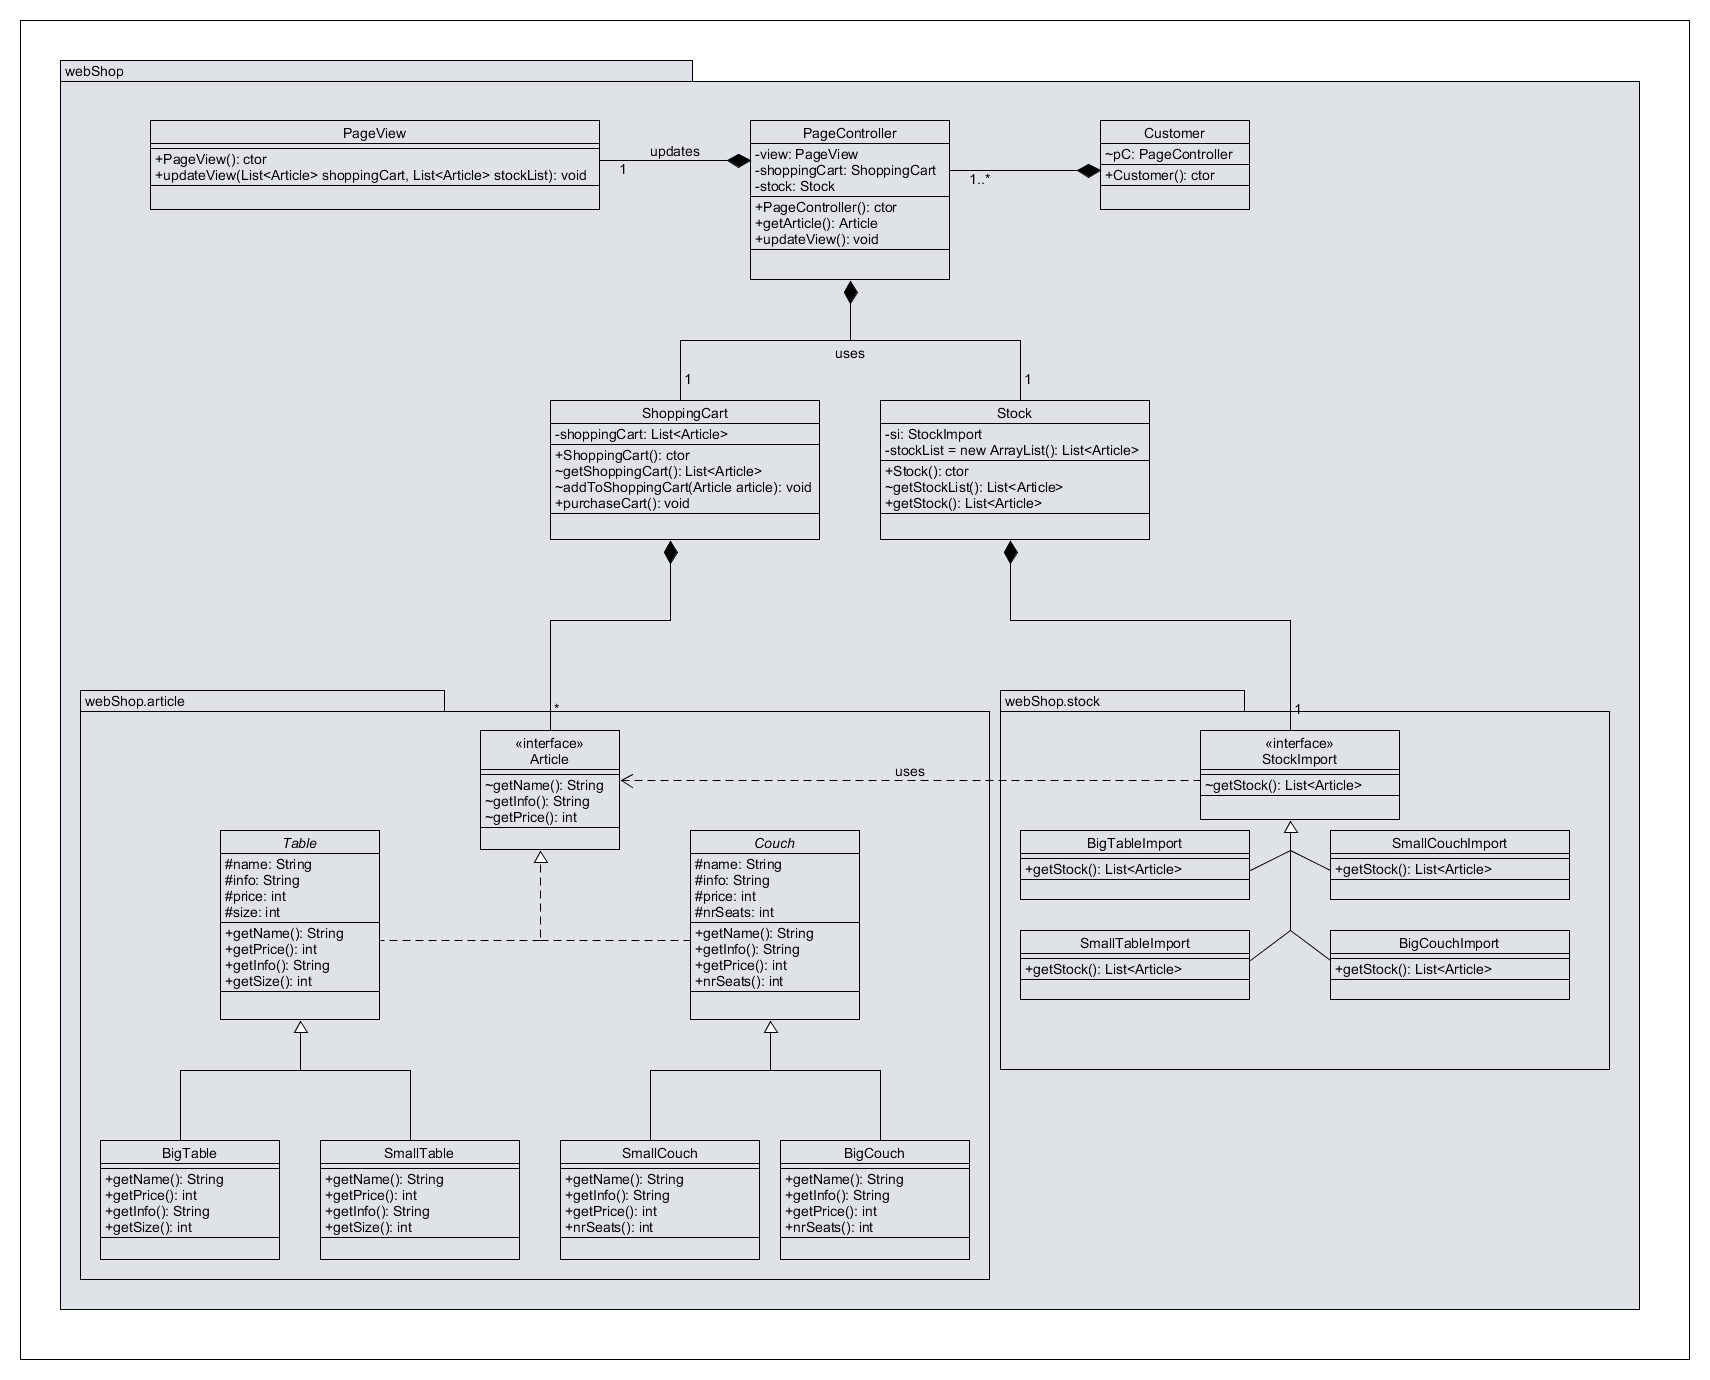 webShop
PageView
+PageView(): ctor
+updateView(List<Article> shoppingCart, List<Article> stockList): void
updates
1
PageController
-view: PageView
-shoppingCart: ShoppingCart
-stock: Stock
+PageController(): ctor
+getArticle(): Article
+updateView(): void
1..*
Customer
~pC: PageController
+Customer(): ctor
uses
1
1
ShoppingCart
-shoppingCart: List<Article>
+ShoppingCart(): ctor
~getShoppingCart(): List<Article>
~addToShoppingCart(Article article): void
+purchaseCart(): void
Stock
-si: StockImport
-stockList = new ArrayList(): List<Article>
+Stock(): ctor
~getStockList(): List<Article>
+getStock(): List<Article>
webShop.article
*
«interface»
Article
~getName(): String
~getInfo(): String
~getPrice(): int
uses
Table
#name: String
#info: String
#price: int
#size: int
+getName(): String
+getPrice(): int
+getInfo(): String
+getSize(): int
Couch
#name: String
#info: String
#price: int
#nrSeats: int
+getName(): String
+getInfo(): String
+getPrice(): int
+nrSeats(): int
BigTable
+getName(): String
+getPrice(): int
+getInfo(): String
+getSize(): int
SmallTable
+getName(): String
+getPrice(): int
+getInfo(): String
+getSize(): int
SmallCouch
+getName(): String
+getInfo(): String
+getPrice(): int
+nrSeats(): int
BigCouch
+getName(): String
+getInfo(): String
+getPrice(): int
+nrSeats(): int
webShop.stock
1
«interface»
StockImport
~getStock(): List<Article>
BigTableImport
+getStock(): List<Article>
SmallCouchImport
+getStock(): List<Article>
SmallTableImport
+getStock(): List<Article>
BigCouchImport
+getStock(): List<Article>